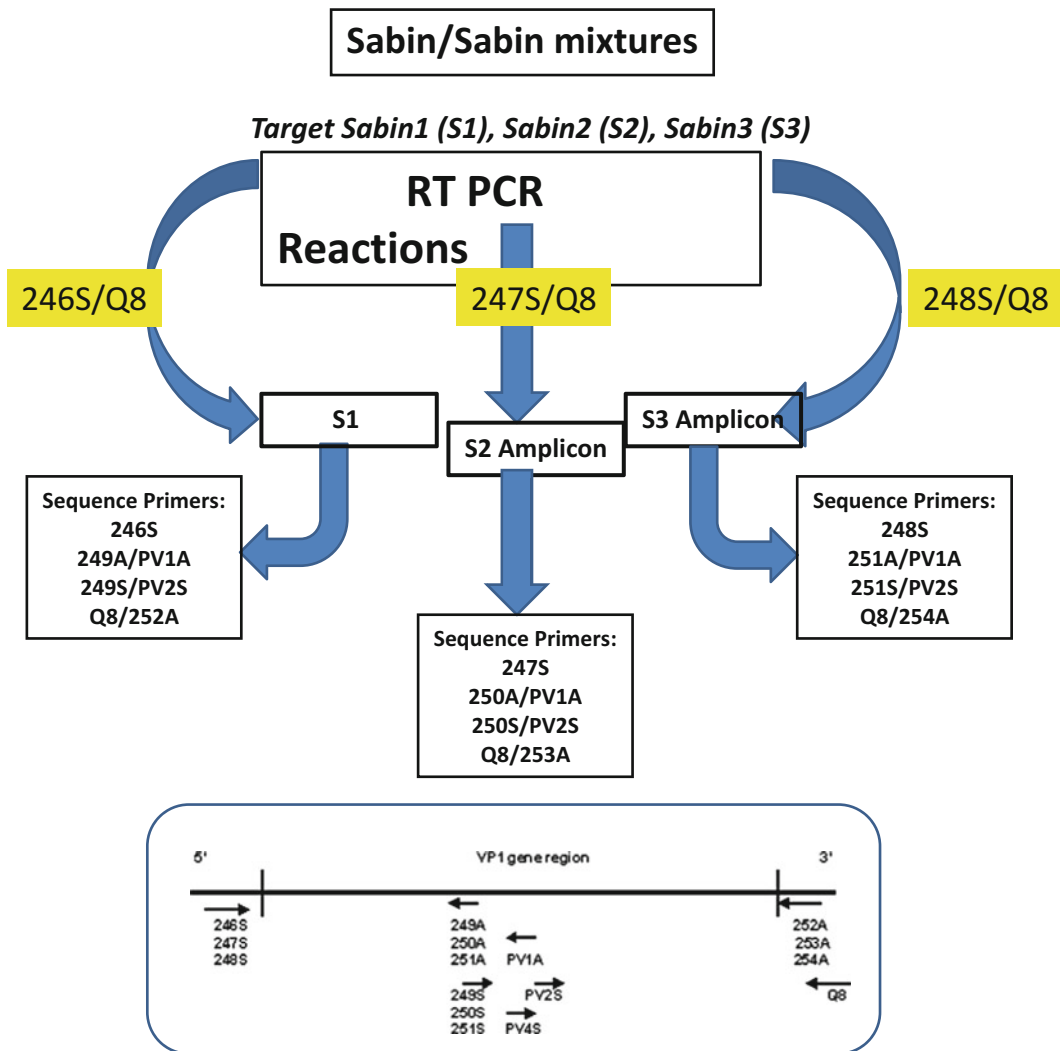 Sabin/Sabin mixtures
Target Sabin1 (S1), Sabin2 (S2), Sabin3 (S3)
RT PCR
Reactions
246S/Q8
247S/Q8
248S/Q8
S1
S2 Amplicon
S3 Amplicon
Sequence Primers:
246S
249A/PV1A
249S/PV2S
Q8/252A
Sequence Primers:
247S
250A/PV1A
250S/PV2S
Q8/253A
Sequence Primers:
248S
251A/PV1A
251S/PV2S
Q8/254A
5' VP1 gene region 3'
246S
247S
248S
249A
250A
251A PV1A
249S PV2S
250S
251S PV4S
252A
253A
254A
Q8